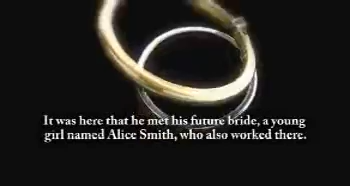 It was here that he met his future bride, a young
girl named Alice Smith, who also worked there.